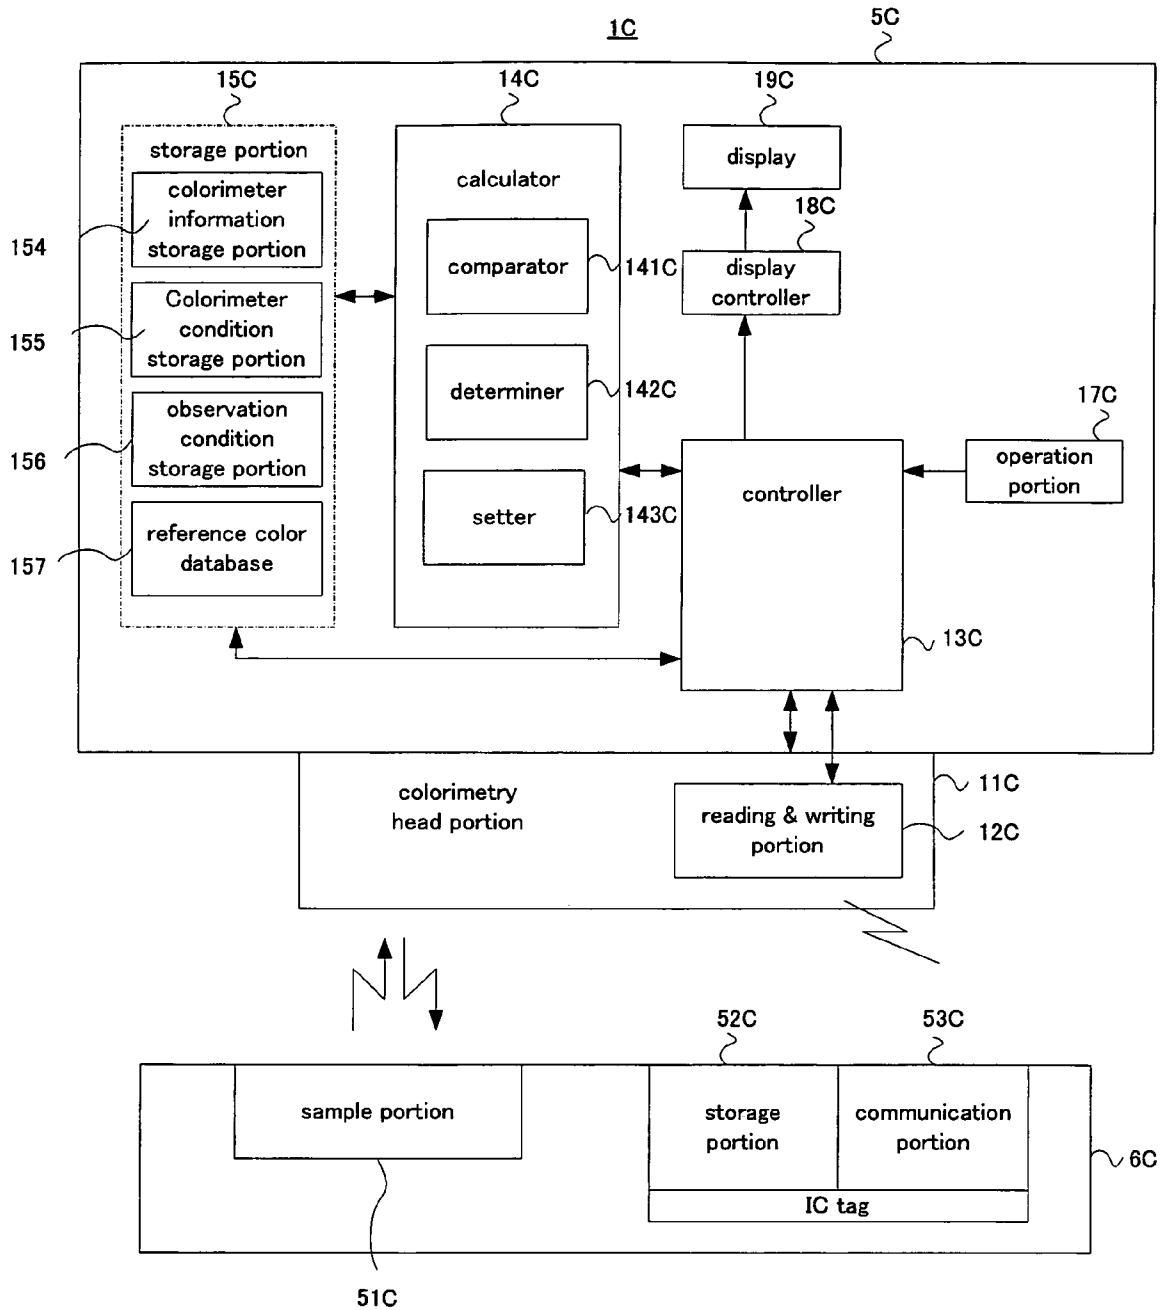 1C
5C
15C
14C
19C
storage portion
colorimeter
information
storage portion
154
Colorimeter
condition
storage portion
155
observation
condition
storage portion
156
reference color
database
157
calculator
comparator
141C
determiner
142C
setter
143C
display
18C
display
controller
controller
13C
17C
operation
portion
colorimetry
head portion
11C
reading & writing
portion
12C
52C
53C
sample portion
storage
portion
communication
portion
IC tag
6C
51C